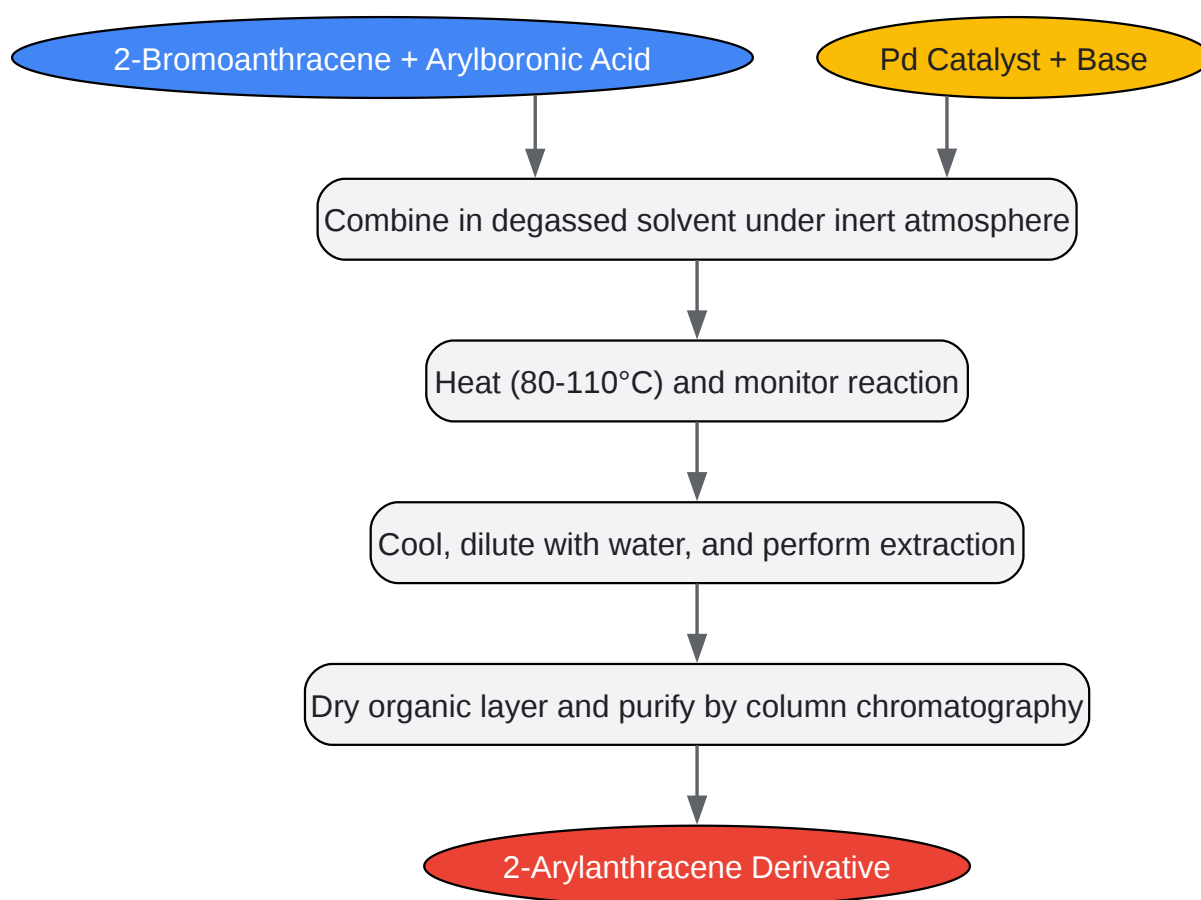 2-Bromoanthracene + Arylboronic Acid
Pd Catalyst + Base
Combine in degassed solvent under inert atmosphere
Heat (80-110°C) and monitor reaction
Cool, dilute with water, and perform extraction
Dry organic layer and purify by column chromatography
2-Arylanthracene Derivative